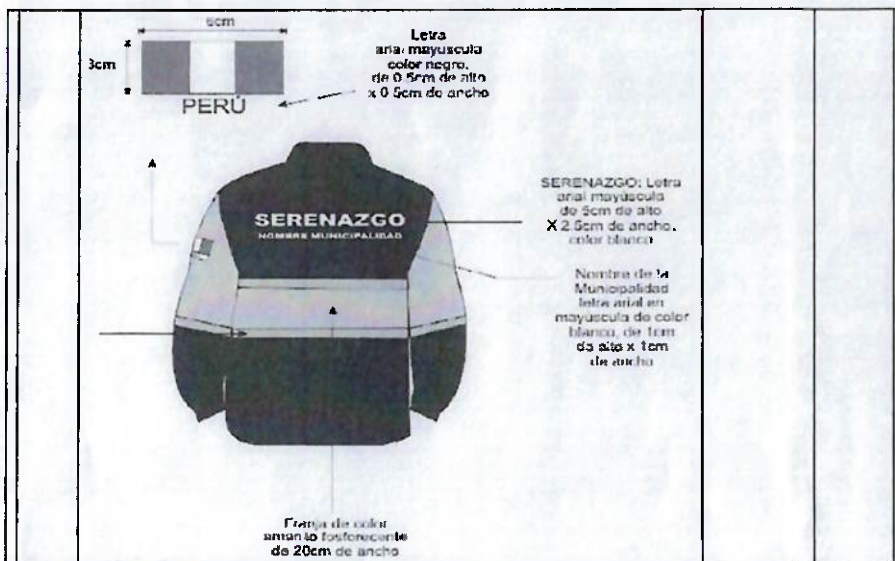 6cm
3cm
PERÚ
Letra
arial mayuscula
color negro,
de 0.5cm de alto
x 0.5cm de ancho
SERENAZGO
NOMBRE MUNICIPALIDAD
SERENAZGO: Letra
arial mayúscula
de 5cm de alto
X 2.5cm de ancho,
color blanco
Nombre de la
Municipalidad
letra arial en
mayúscula de color
blanco, de 1cm
de alto x 1cm
de ancho
Franja de color
amarillo fosforecente
de 20cm de ancho